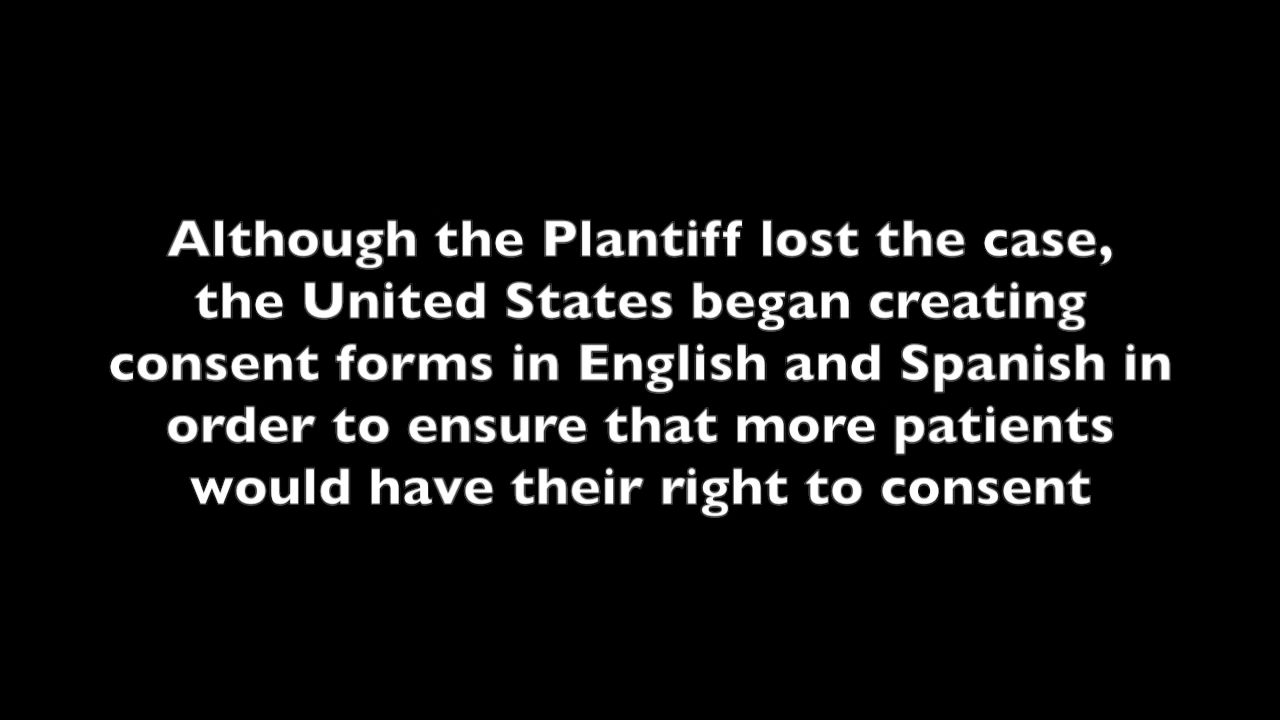 Although the Plantiff lost the case,
the United States began creating
consent forms in English and Spanish in
order to ensure that more patients
would have their right to consent